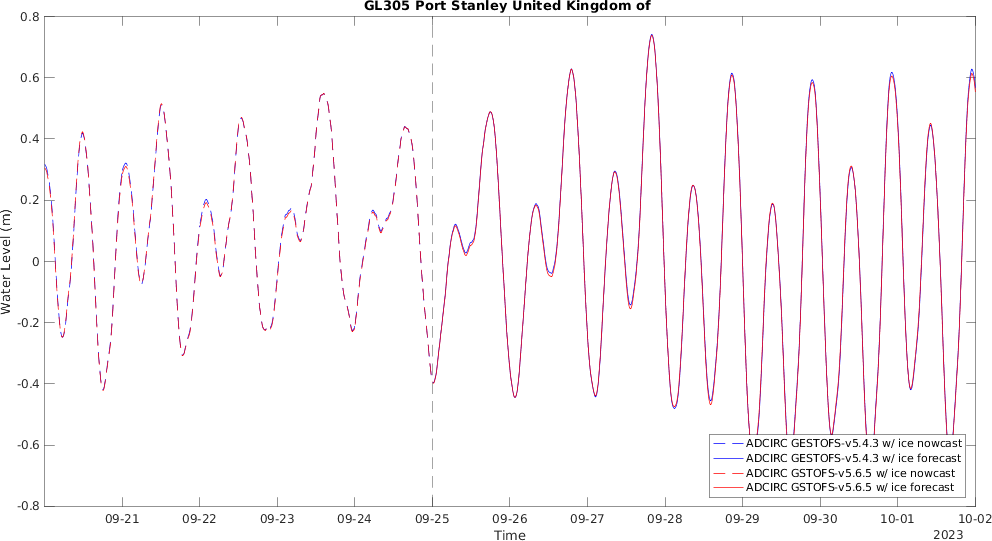 GL305 Port Stanley United Kingdom of
0.8
0.6
0.4
0.2
0
-0.2
-0.4
-0.6
-0.8
Water Level (m)
ADCIRC GESTOFS-v5.4.3 w/ ice nowcast
ADCIRC GESTOFS-v5.4.3 w/ ice forecast
ADCIRC GSTOFS-v5.6.5 w/ ice nowcast
ADCIRC GSTOFS-v5.6.5 w/ ice forecast
09-21 09-22 09-23 09-24 09-25 09-26 09-27 09-28 09-29 09-30 10-01 10-02
Time
2023